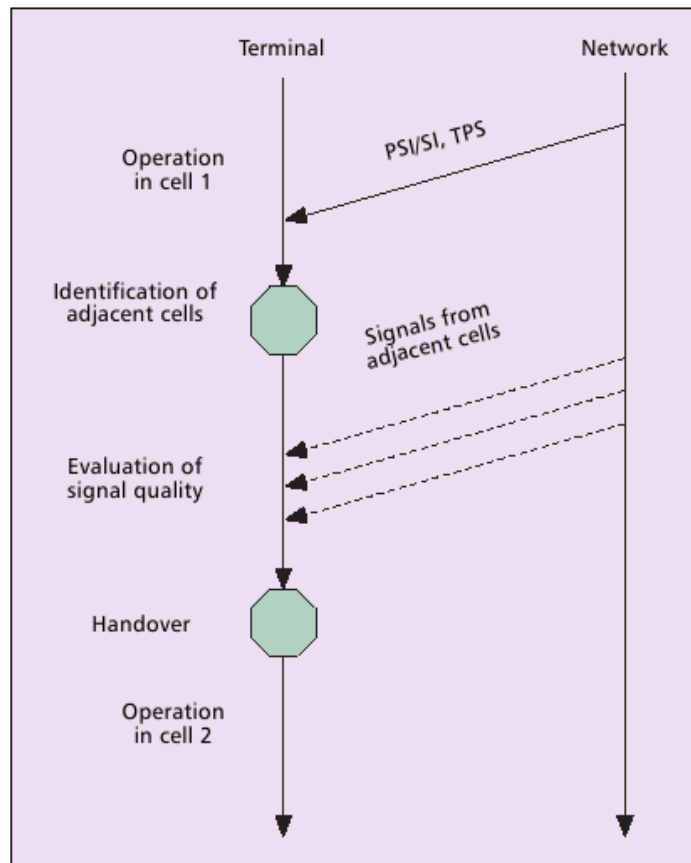 Terminal
Network
PSI/SI, TPS
Operation
in cell 1
Identification of
adjacent cells
Signals from
adjacent cells
Evaluation of
signal quality
Handover
Operation
in cell 2